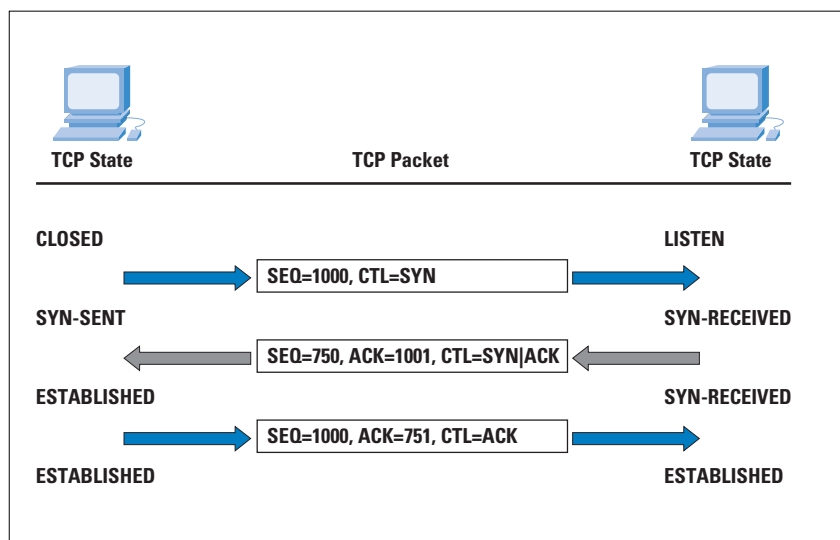 TCP State TCP Packet TCP State
CLOSED LISTEN
SEQ=1000, CTL=SYN
SYN-SENT SYN-RECEIVED
SEQ=750, ACK=1001, CTL=SYN|ACK
ESTABLISHED SYN-RECEIVED
SEQ=1000, ACK=751, CTL=ACK
ESTABLISHED ESTABLISHED